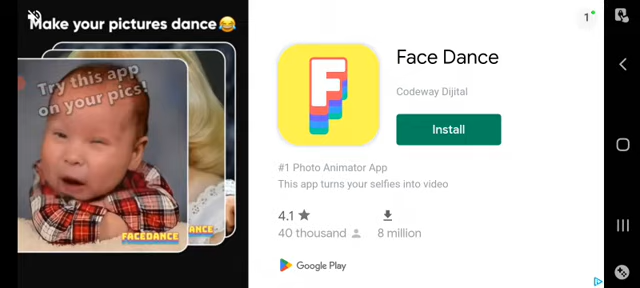 Make your pictures dance😂
Try this app
on your pics!
FACEDANCE
ANCE
1
F
Face Dance
Codeway Dijital
Install
#1 Photo Animator App
This app turns your selfies into video
4.1 ★
40 thousand
8 million
Google Play